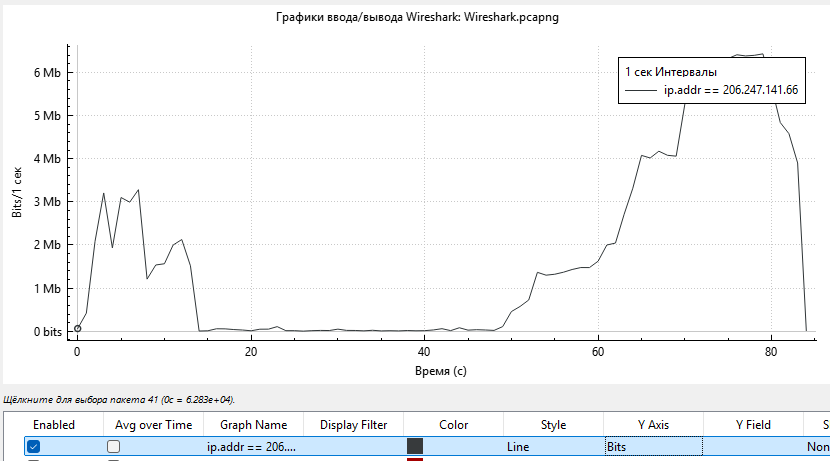 Графики ввода/вывода Wireshark: Wireshark.pcapng
6 Mb
5 Mb
4 Mb
3 Mb
2 Mb
1 Mb
0 bits
Bits/1 сек
1 сек Интервалы
ip.addr == 206.247.141.66
0 20 40 60 80
Время (с)
Щёлкните для выбора пакета 41 (0с = 6.283e+04).
Enabled Avg over Time Graph Name Display Filter Color Style Y Axis Y Field S
ip.addr == 206.... Line Bits Non